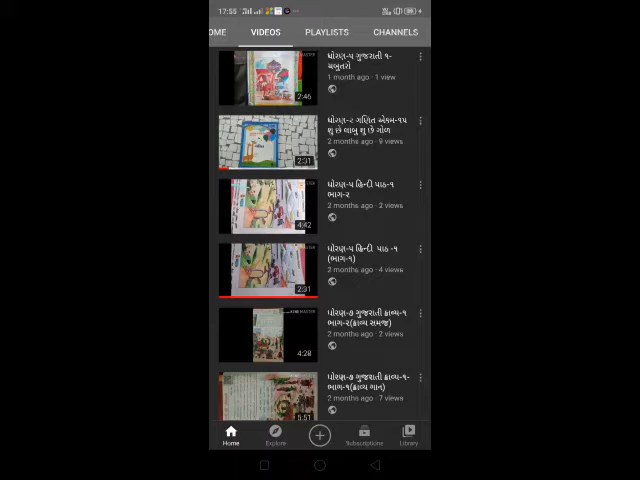 17:55
OME VIDEOS PLAYLISTS CHANNELS
ધોરણ-૫ ગુજરાતી ૧-
ચબુતરો
1 month ago · 1 view
2:46
ધોરણ-૨ ગણિત એકમ-૧૫
શું છે લાંબુ શું છે ગોળ
2 months ago · 9 views
2:31
ધોરણ-૫ હિન્દી પાઠ-૧
ભાગ-૨
2 months ago · 2 views
4:42
ધોરણ-૫ હિન્દી પાઠ -૧
(ભાગ-૧)
2 months ago · 4 views
2:31
ધોરણ-૭ ગુજરાતી કાવ્ય-૧
ભાગ-૨(કાવ્ય સમજ)
2 months ago · 2 views
4:28
ધોરણ-૭ ગુજરાતી કાવ્ય-૧-
ભાગ-૧(કાવ્ય ગાન)
2 months ago · 7 views
5:51
Home Explore Subscriptions Library